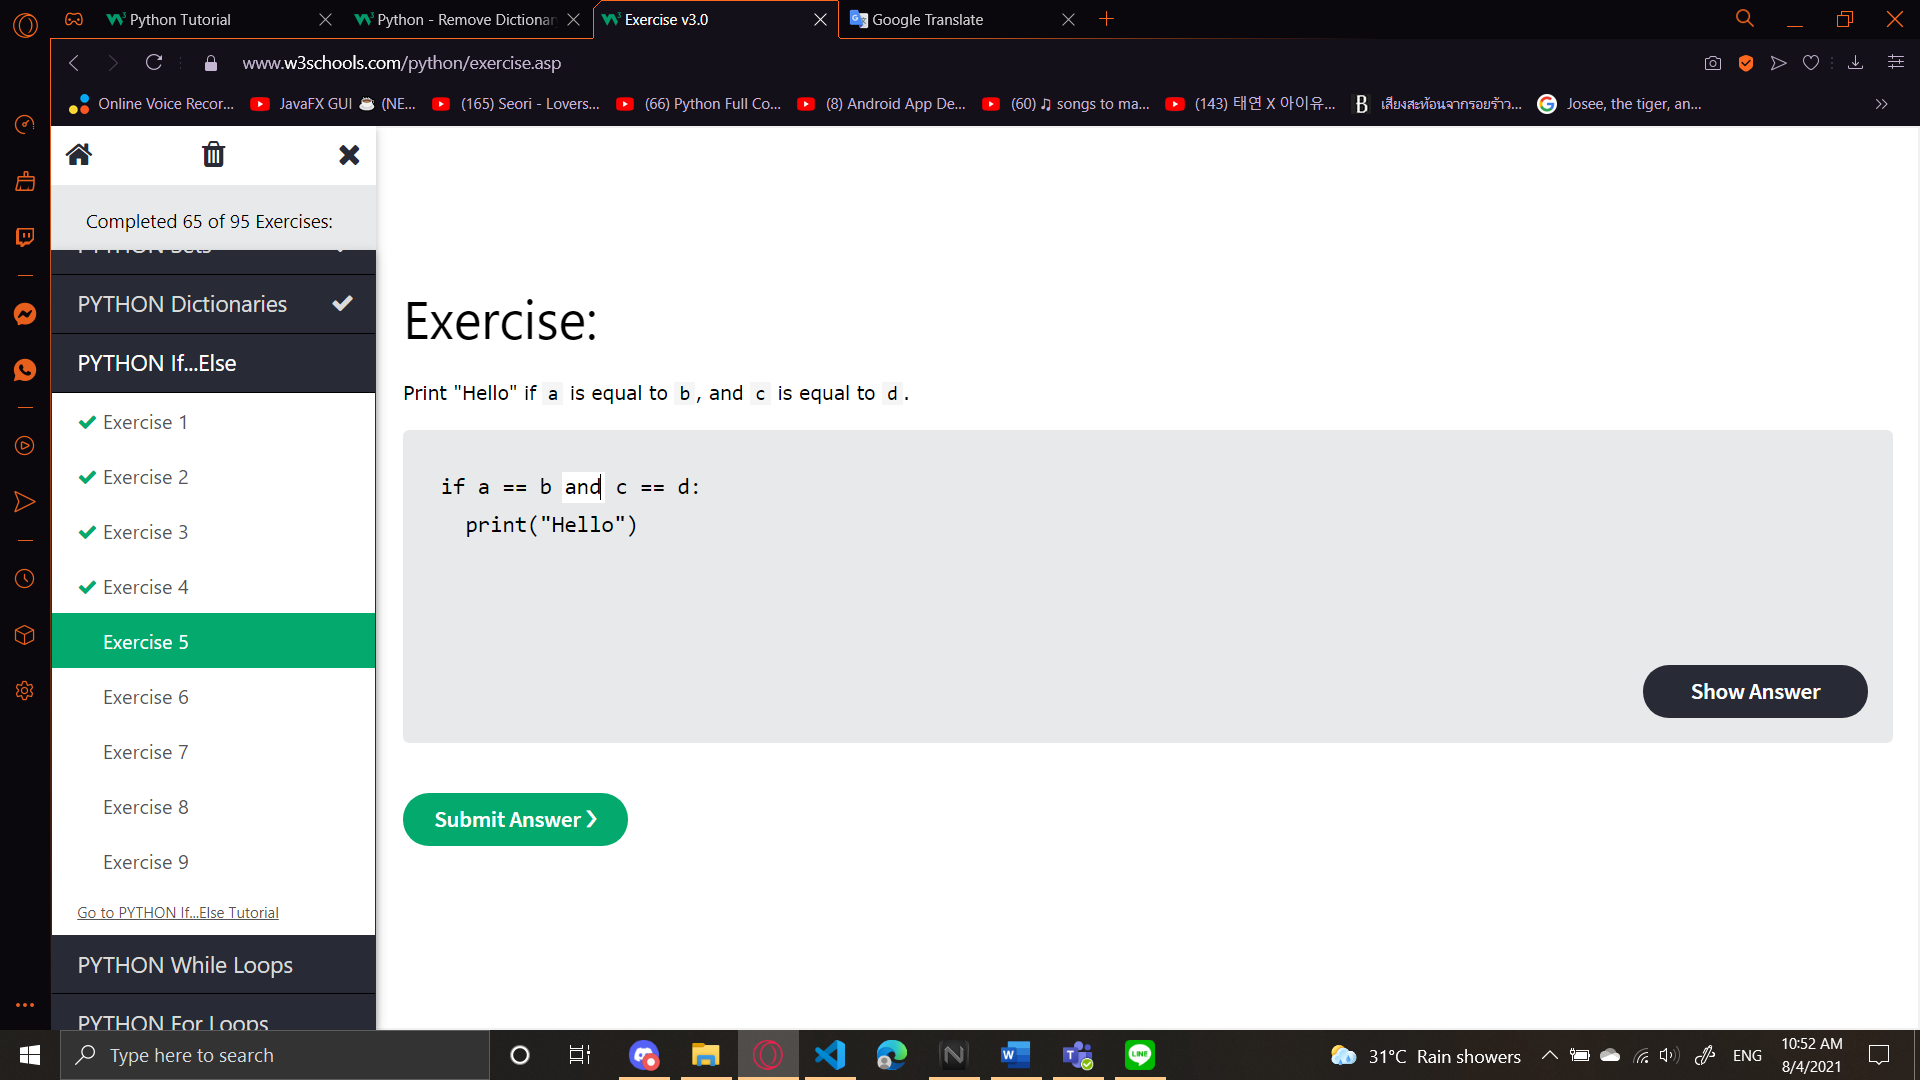 Python Tutorial
Python - Remove Dictionar
Exercise v3.0
Google Translate
www.w3schools.com/python/exercise.asp
Online Voice Recor...
JavaFX GUI ☕ (NE...
(165) Seori - Lovers...
(66) Python Full Co...
(8) Android App De...
(60) ♫ songs to ma...
(143) 태연 X 아이유...
B เสียงสะท้อนจากรอยร้าว...
Josee, the tiger, an...
Completed 65 of 95 Exercises:
PYTHON Sets
PYTHON Dictionaries
PYTHON If...Else
Exercise 1
Exercise 2
Exercise 3
Exercise 4
Exercise 5
Exercise 6
Exercise 7
Exercise 8
Exercise 9
Go to PYTHON If...Else Tutorial
PYTHON While Loops
PYTHON For Loops
Exercise:
Print "Hello" if a is equal to b, and c is equal to d.
if a == b and c == d:
print("Hello")
Show Answer
Submit Answer ❯
Type here to search
31°C Rain showers
ENG
10:52 AM
8/4/2021